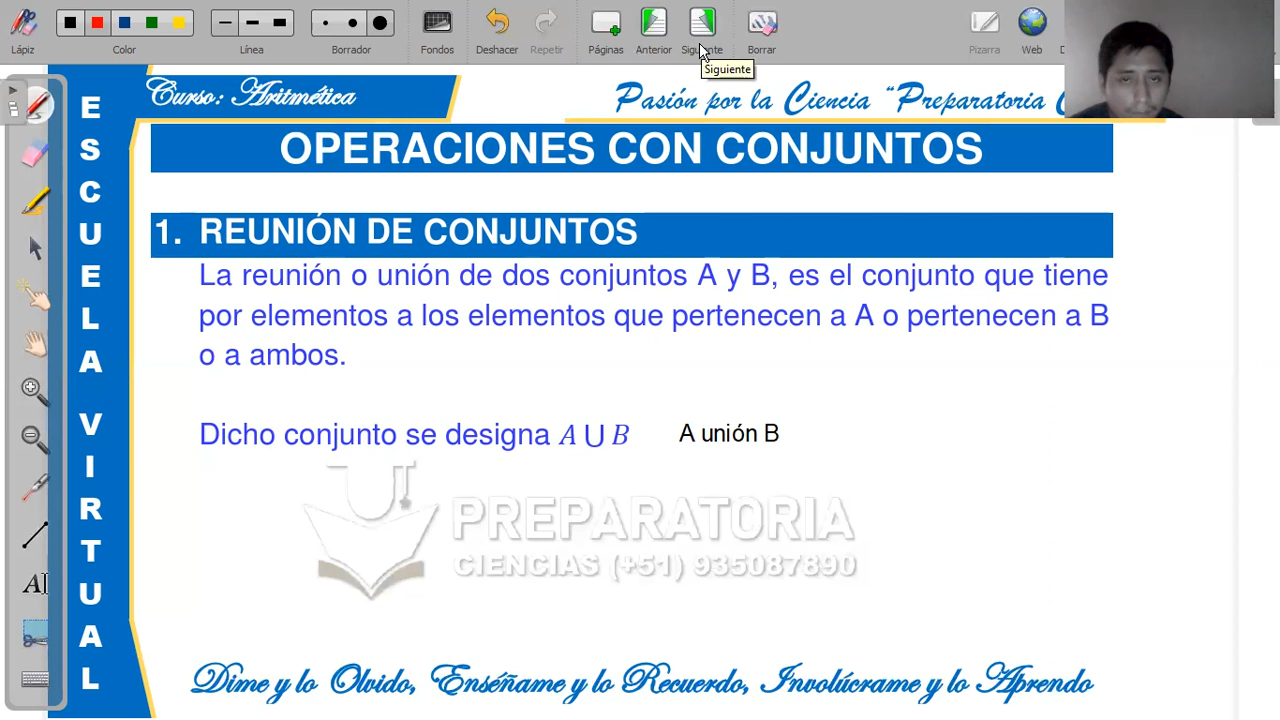 Lápiz Color Línea Borrador Fondos Deshacer Repetir Páginas Anterior Siguiente Borrar Pizarra Web
Siguiente
Curso: Aritmética
Pasión por la Ciencia "Preparatoria
ESCUELA VIRTUAL
OPERACIONES CON CONJUNTOS
1. REUNIÓN DE CONJUNTOS
La reunión o unión de dos conjuntos A y B, es el conjunto que tiene
por elementos a los elementos que pertenecen a A o pertenecen a B
o a ambos.
Dicho conjunto se designa A ⋃ B A unión B
PREPARATORIA
CIENCIAS (+51) 935087890
Dime y lo Olvido, Enséñame y lo Recuerdo, Involúcrame y lo Aprendo